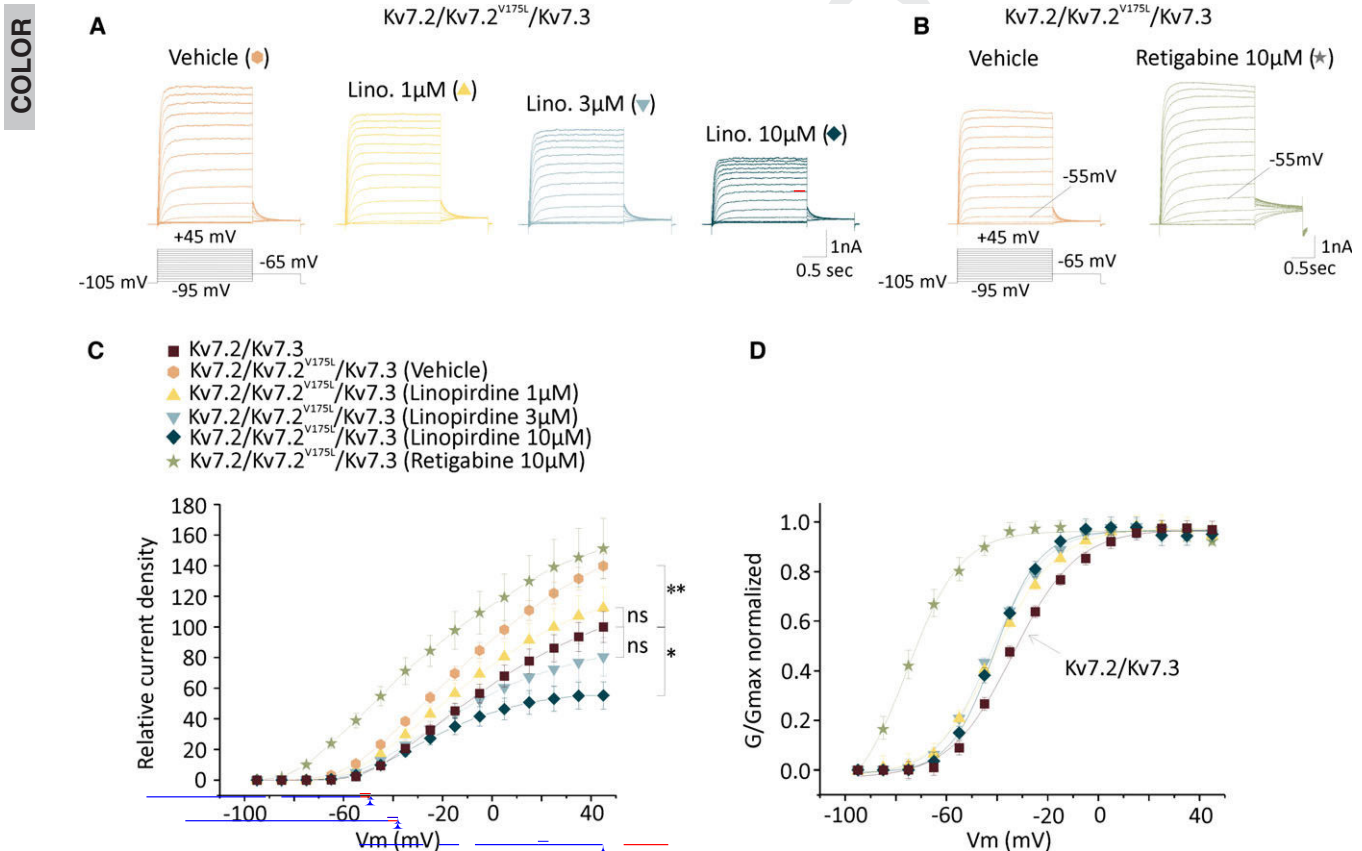 COLOR
A
Kv7.2/Kv7.2V175L/Kv7.3
Vehicle (⬣)
Lino. 1µM (▲)
Lino. 3µM (▼)
Lino. 10µM (◆)
+45 mV
-65 mV
-105 mV
-95 mV
1nA
0.5 sec
B
Kv7.2/Kv7.2V175L/Kv7.3
Vehicle
Retigabine 10µM (★)
-55mV
-55mV
+45 mV
-65 mV
-105 mV
-95 mV
1nA
0.5sec
C
Kv7.2/Kv7.3
Kv7.2/Kv7.2V175L/Kv7.3 (Vehicle)
Kv7.2/Kv7.2V175L/Kv7.3 (Linopirdine 1µM)
Kv7.2/Kv7.2V175L/Kv7.3 (Linopirdine 3µM)
Kv7.2/Kv7.2V175L/Kv7.3 (Linopirdine 10µM)
Kv7.2/Kv7.2V175L/Kv7.3 (Retigabine 10µM)
Relative current density
180
160
140
120
100
80
60
40
20
0
-100
-60
-20
0
40
Vm (mV)
**
ns
ns
*
D
G/Gmax normalized
1.0
0.8
0.6
0.4
0.2
0.0
Kv7.2/Kv7.3
-100
-60
-20
0
40
Vm (mV)